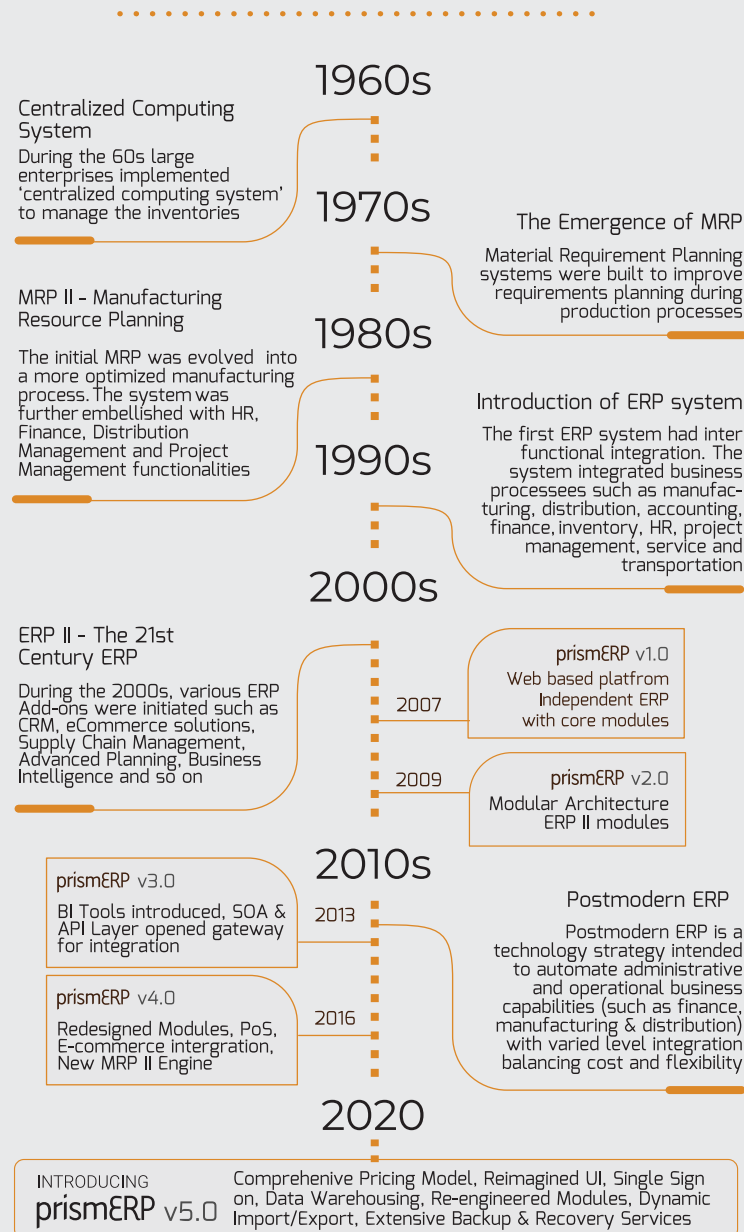 1960s
Centralized Computing
System
During the 60s large
enterprises implemented
‘centralized computing system’
to manage the inventories
1970s
The Emergence of MRP
Material Requirement Planning
systems were built to improve
requirements planning during
production processes
MRP II - Manufacturing
Resource Planning
1980s
The initial MRP was evolved into
a more optimized manufacturing
process. The system was
further embellished with HR,
Finance, Distribution
Management and Project
Management functionalities
1990s
Introduction of ERP system
The first ERP system had inter
functional integration. The
system integrated business
processees such as manufac-
turing, distribution, accounting,
finance, inventory, HR, project
management, service and
transportation
2000s
ERP II - The 21st
Century ERP
During the 2000s, various ERP
Add-ons were initiated such as
CRM, eCommerce solutions,
Supply Chain Management,
Advanced Planning, Business
Intelligence and so on
2007
prismERP v1.0
Web based platfrom
Independent ERP
with core modules
2009
prismERP v2.0
Modular Architecture
ERP II modules
2010s
prismERP v3.0
BI Tools introduced, SOA &
API Layer opened gateway
for integration
2013
Postmodern ERP
Postmodern ERP is a
technology strategy intended
to automate administrative
and operational business
capabilities (such as finance,
manufacturing & distribution)
with varied level integration
balancing cost and flexibility
prismERP v4.0
Redesigned Modules, PoS,
E-commerce intergration,
New MRP II Engine
2016
2020
INTRODUCING
prismERP v5.0
Comprehenive Pricing Model, Reimagined UI, Single Sign
on, Data Warehousing, Re-engineered Modules, Dynamic
Import/Export, Extensive Backup & Recovery Services